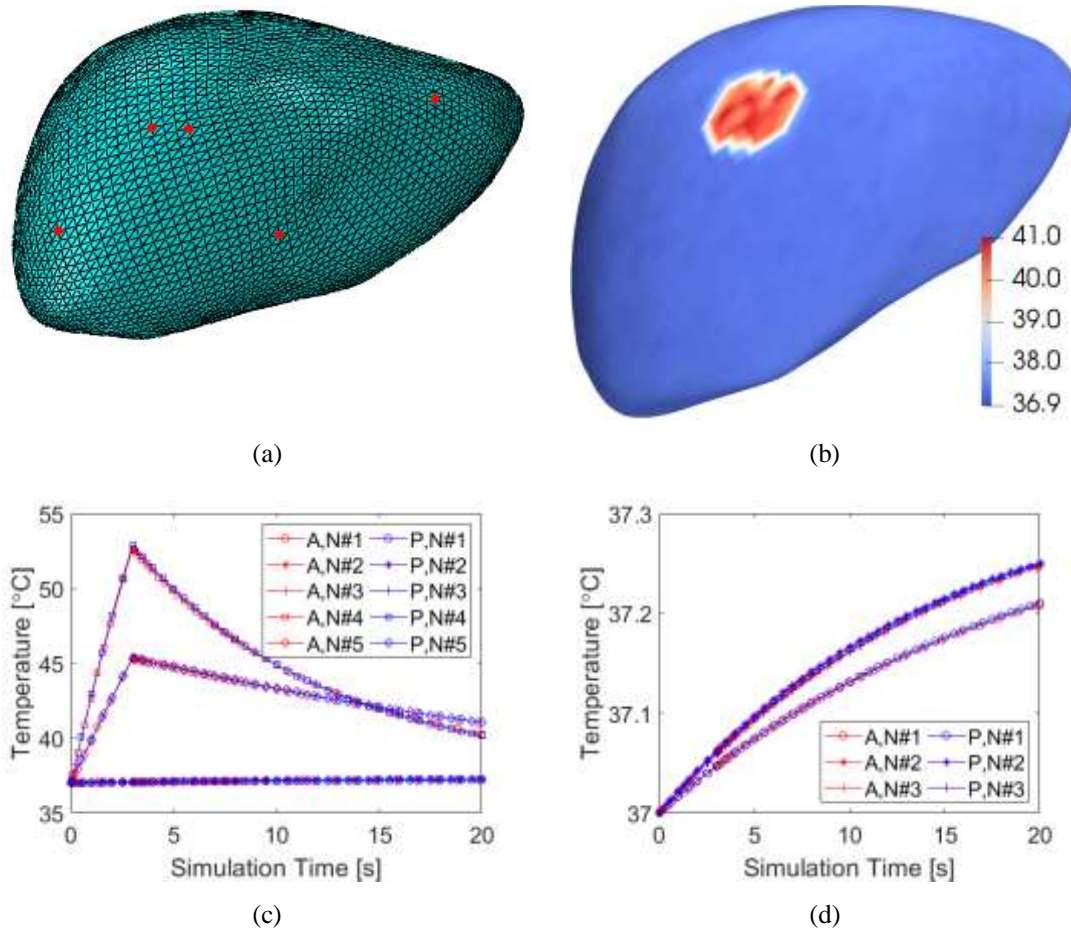 41.0
40.0
39.0
38.0
36.9
(a)
(b)
55
50
45
40
35
0
5
10
15
20
Temperature [°C]
Simulation Time [s]
A,N#1
P,N#1
A,N#2
P,N#2
A,N#3
P,N#3
A,N#4
P,N#4
A,N#5
P,N#5
37.3
37.2
37.1
37
0
5
10
15
20
Temperature [°C]
Simulation Time [s]
A,N#1
P,N#1
A,N#2
P,N#2
A,N#3
P,N#3
(c)
(d)